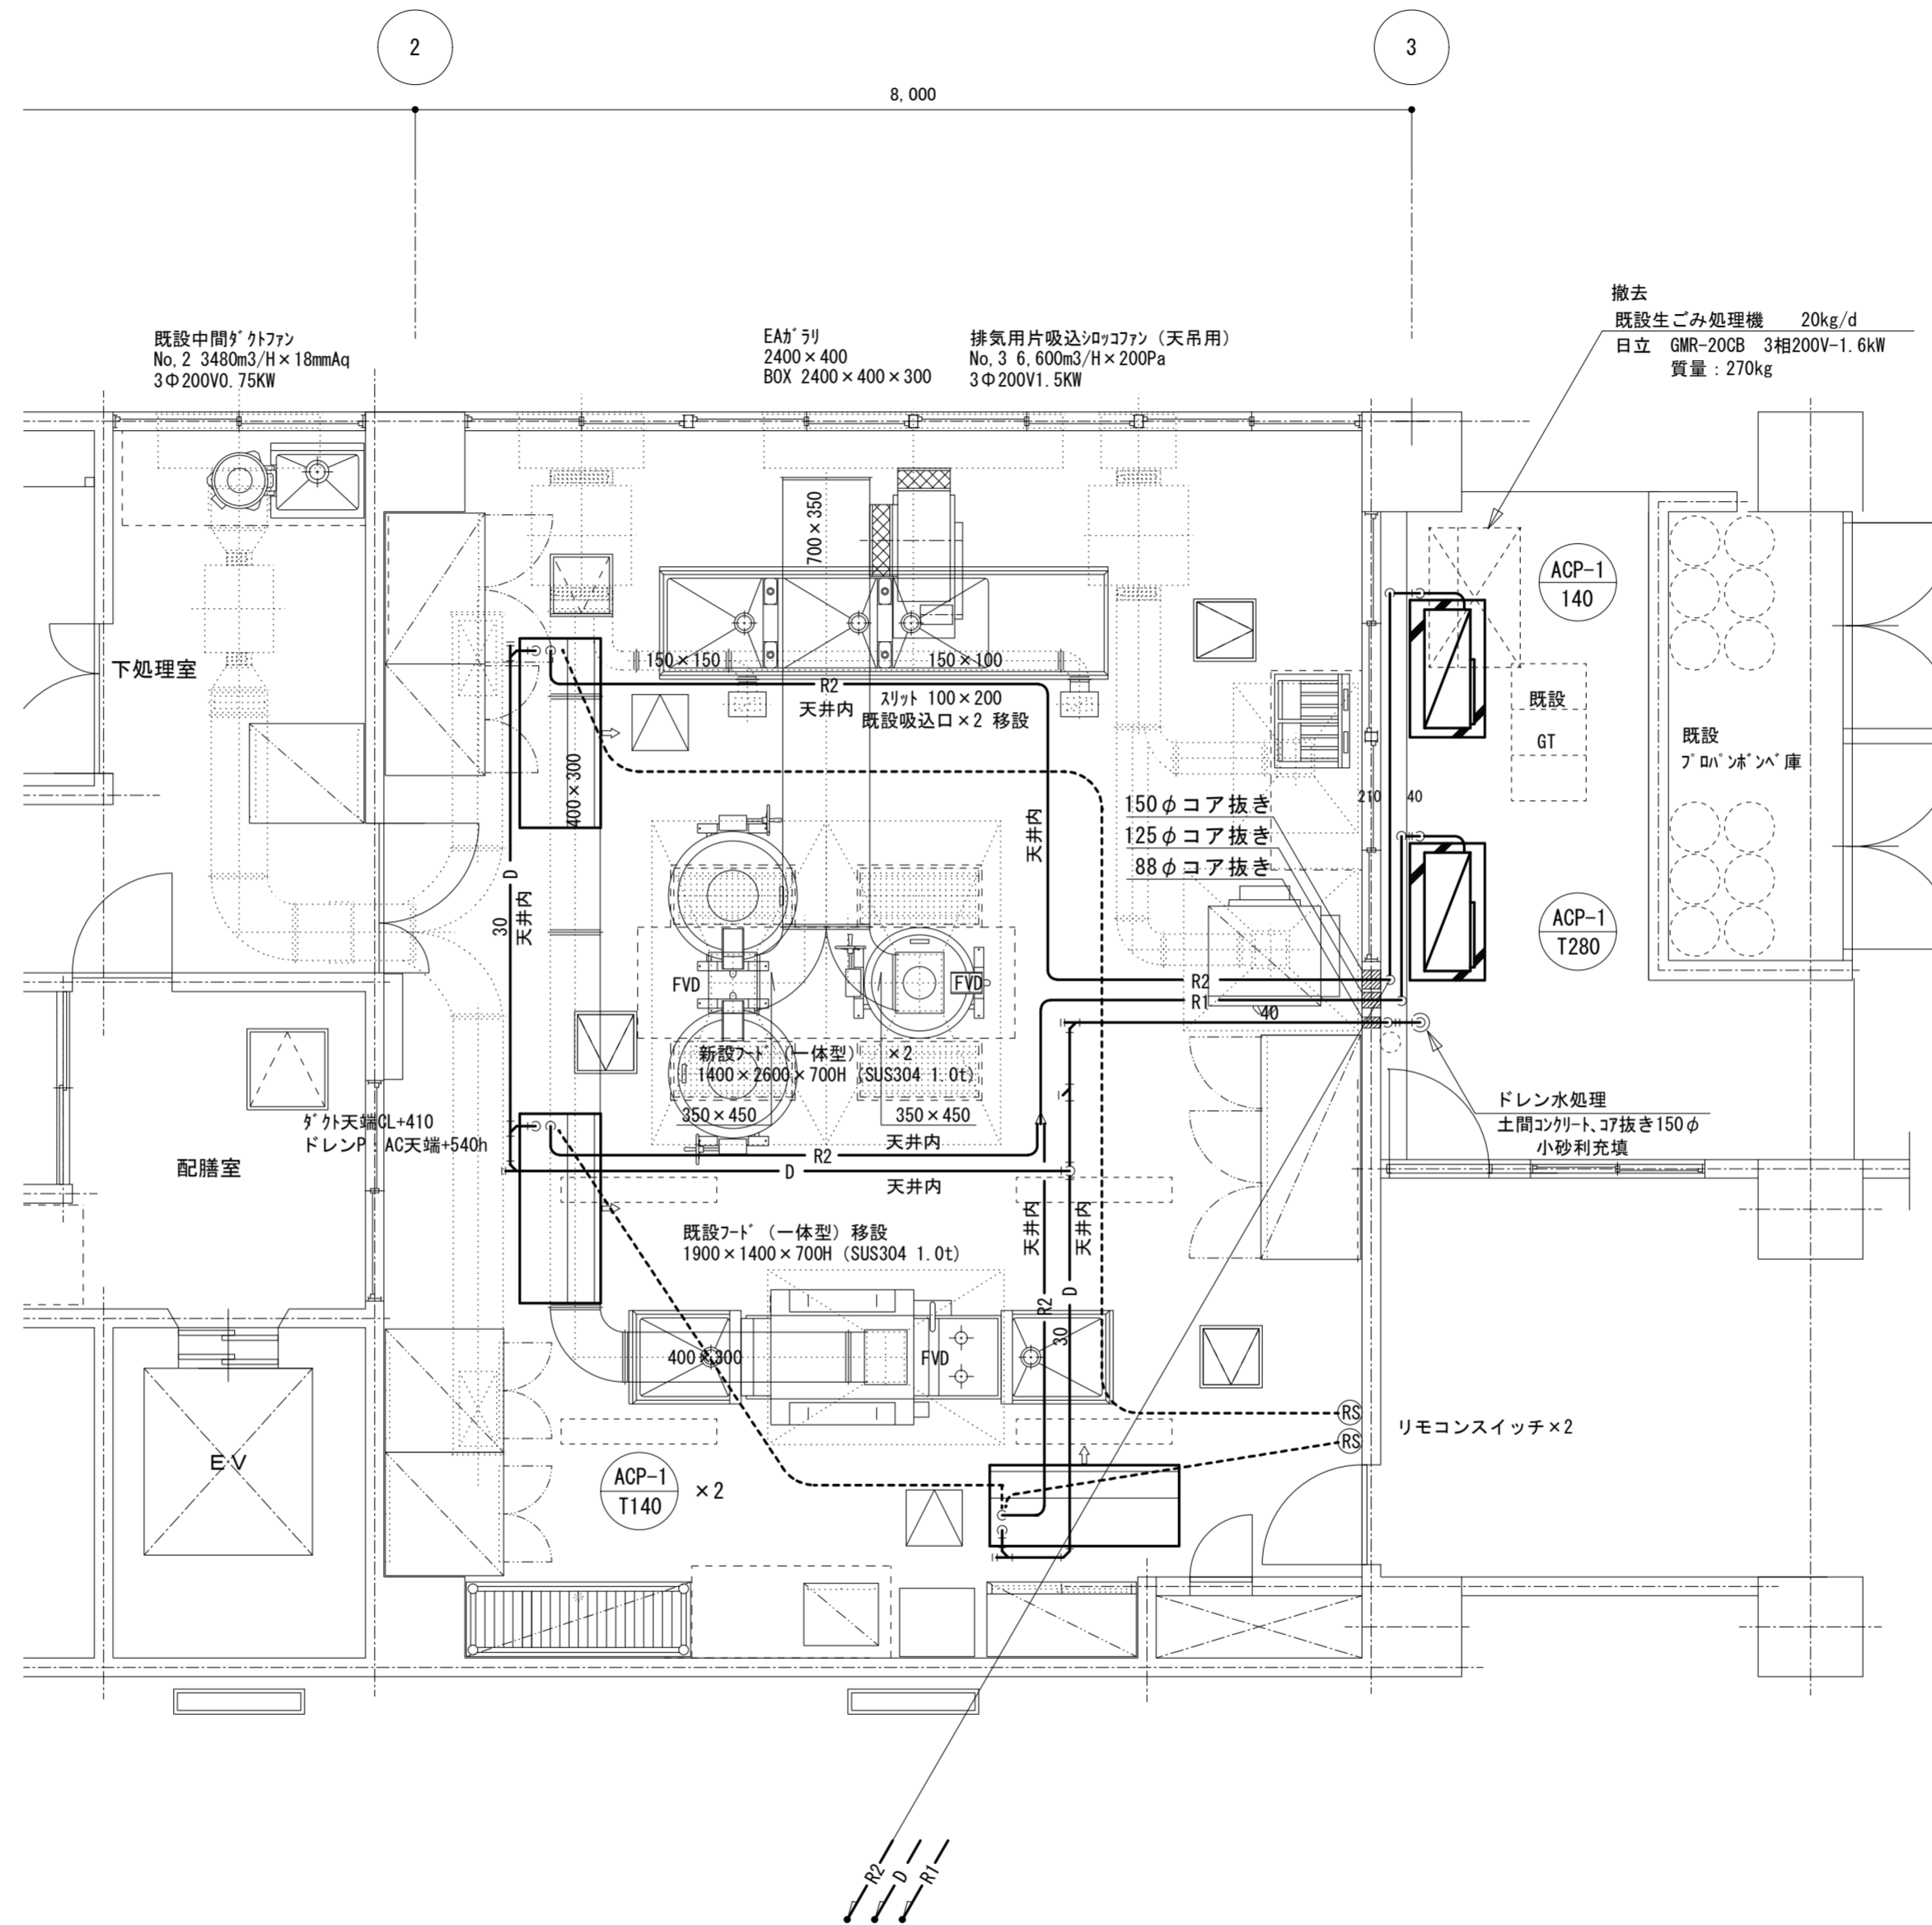 2
3
8,000
撤去
既設生ごみ処理機 20kg/d
日立 GMR-20CB 3相200V-1.6kW
質量：270kg
既設中間ﾀﾞｸﾄﾌｧﾝ
No,2 3480m3/H×18mmAq
3Φ200V0.75KW
EAｶﾞﾗﾘ
2400×400
BOX 2400×400×300
排気用片吸込ｼﾛｯｺﾌｧﾝ（天吊用）
No,3 6,600m3/H×200Pa
3Φ200V1.5KW
700×350
ACP-1
140
下処理室
150×150
150×100
R2
天井内
ｽﾘｯﾄ 100×200
既設吸込口×2 移設
既設
GT
既設
ﾌﾟﾛﾊﾟﾝﾎﾞﾝﾍﾞ庫
400×300
210
40
150φコア抜き
125φコア抜き
88φコア抜き
天井内
D
30
天井内
ACP-1
T280
FVD
FVD
R2
R1
40
新設ﾌｰﾄﾞ（一体型） ×2
1400×2600×700H (SUS304 1.0t)
350×450
350×450
ドレン水処理
土間ｺﾝｸﾘｰﾄ､ｺｱ抜き150φ
小砂利充填
ﾀﾞｸﾄ天端CL+410
ドレンP：AC天端+540h
天井内
R2
配膳室
D
天井内
天井内
天井内
既設ﾌｰﾄﾞ（一体型）移設
1900×1400×700H (SUS304 1.0t)
R2
D
30
400×300
FVD
RS
RS
リモコンスイッチ×2
EV
ACP-1
T140
×2
R2
D
R1